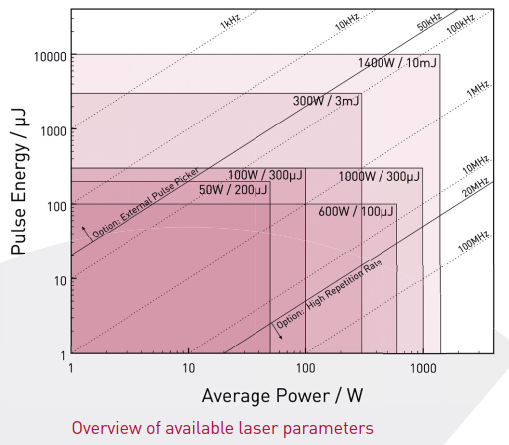 1kHz
10kHz
50kHz
100kHz
10000
1400W / 10mJ
1MHz
300W / 3mJ
1000
Pulse Energy / µJ
10MHz
100W / 300µJ
1000W / 300µJ
20MHz
50W / 200µJ
100
600W / 100µJ
Option: External Pulse Picker
100MHz
10
Option: High Repetition Rate
1
1
10
100
1000
Average Power / W
Overview of available laser parameters